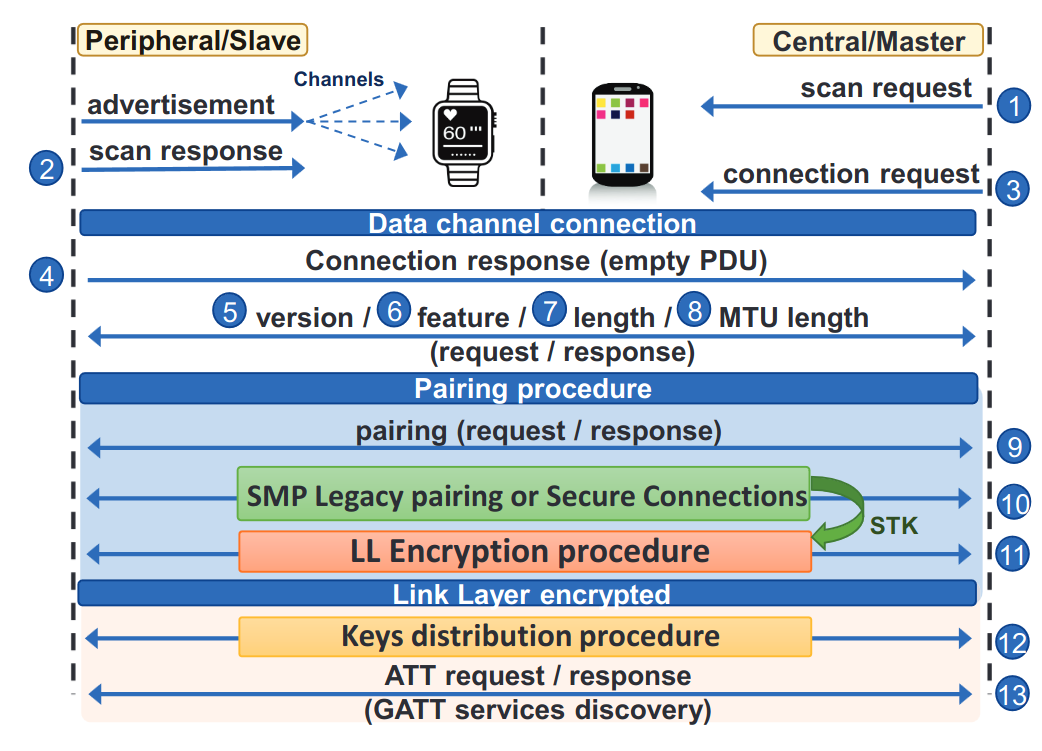 Peripheral/Slave
Central/Master
Channels
advertisement
scan request
1
2
scan response
connection request
3
60
Data channel connection
4
Connection response (empty PDU)
5 version / 6 feature / 7 length / 8 MTU length
(request / response)
Pairing procedure
pairing (request / response)
9
SMP Legacy pairing or Secure Connections
10
STK
LL Encryption procedure
11
Link Layer encrypted
Keys distribution procedure
12
ATT request / response
13
(GATT services discovery)